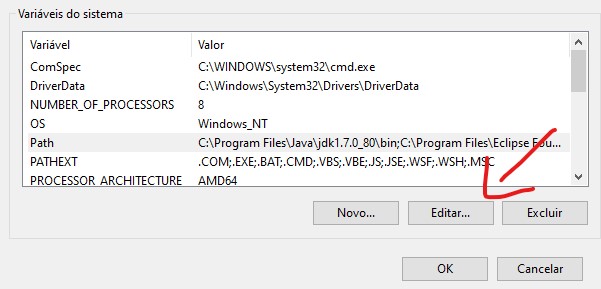 Variáveis do sistema
Variável Valor
ComSpec C:\WINDOWS\system32\cmd.exe
DriverData C:\Windows\System32\Drivers\DriverData
NUMBER_OF_PROCESSORS 8
OS Windows_NT
Path C:\Program Files\Java\jdk1.7.0_80\bin;C:\Program Files\Eclipse Fou...
PATHEXT .COM;.EXE;.BAT;.CMD;.VBS;.VBE;.JS;.JSE;.WSF;.WSH;.MSC
PROCESSOR_ARCHITECTURE AMD64
Novo... Editar... Excluir
OK Cancelar